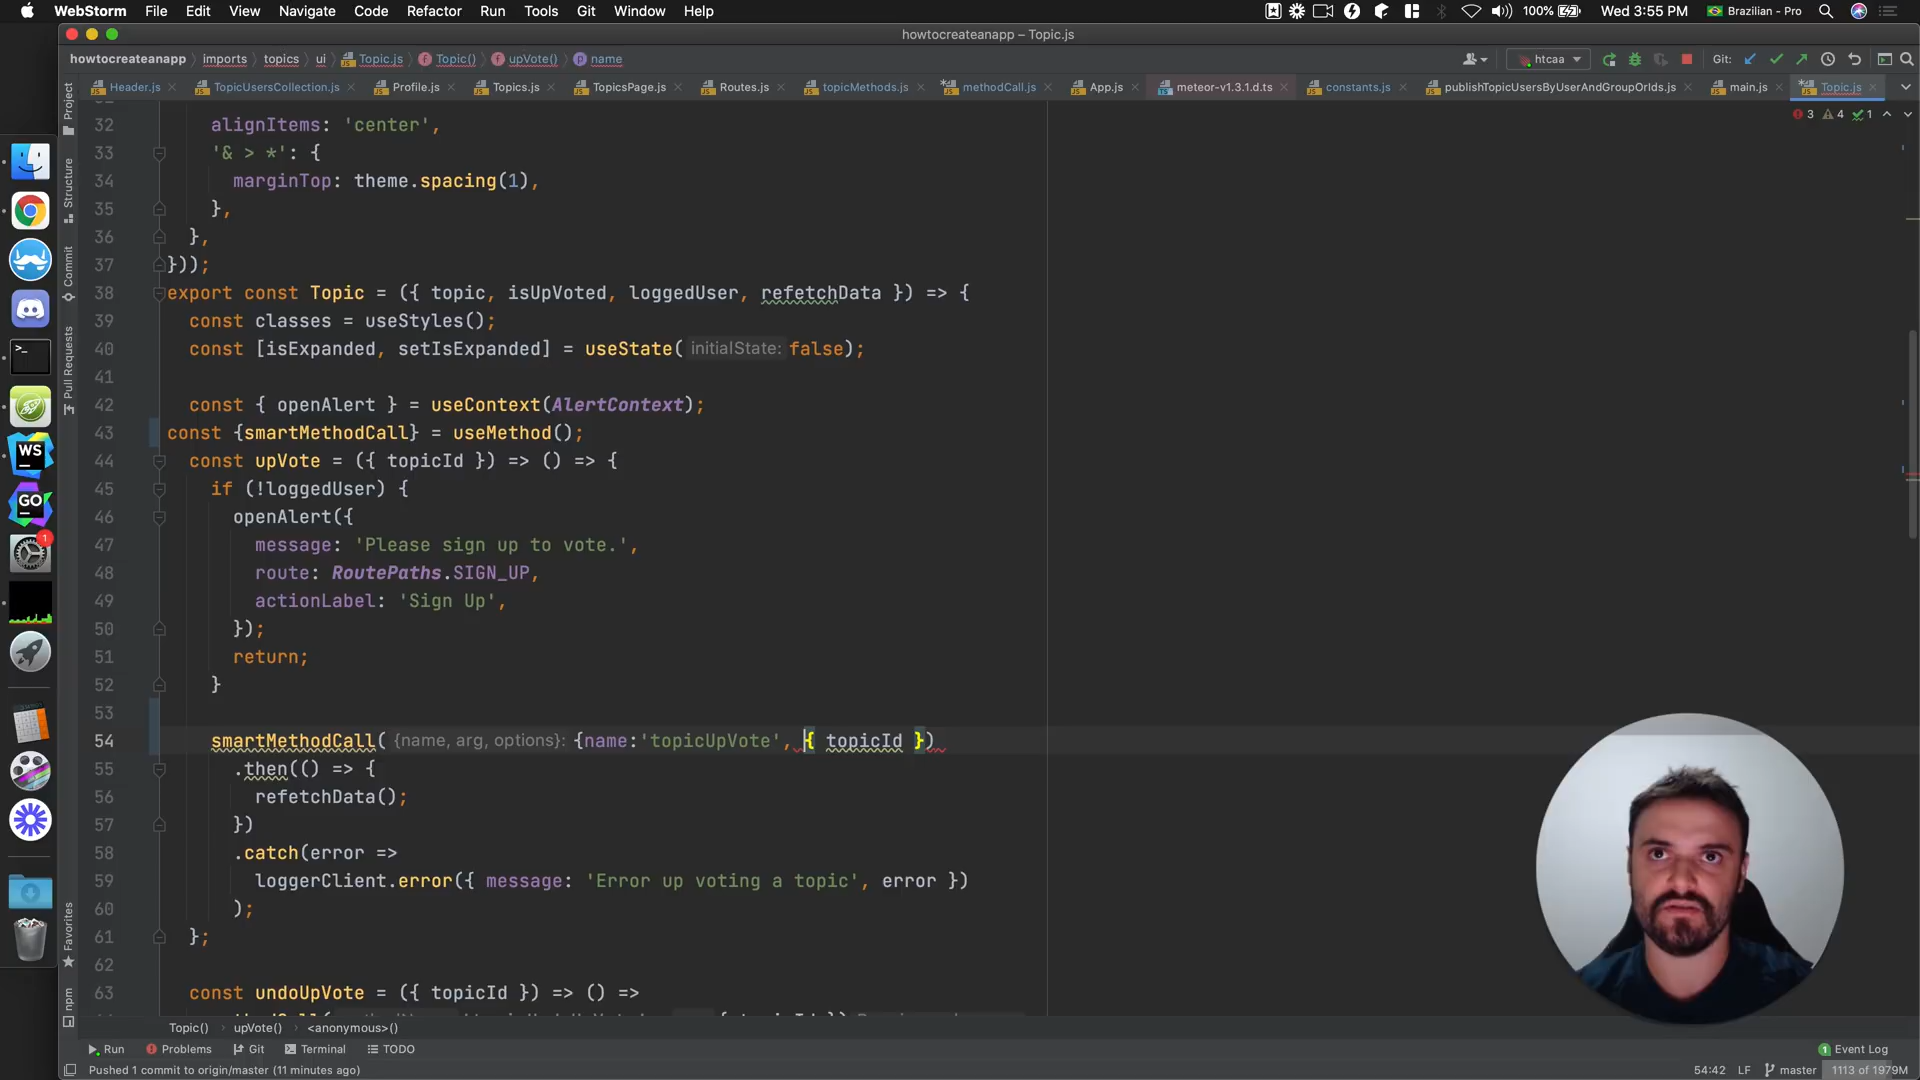 WebStorm File Edit View Navigate Code Refactor Run Tools Git Window Help 100% Wed 3:55 PM Brazilian - Pro
howtocreateanapp – Topic.js
howtocreateanapp imports topics ui Topic.js Topic() upVote() name htcaa Git:
Header.js TopicUsersCollection.js Profile.js Topics.js TopicsPage.js Routes.js topicMethods.js methodCall.js App.js meteor-v1.3.1.d.ts constants.js publishTopicUsersByUserAndGroupOrIds.js main.js Topic.js
3 4 1
32 alignItems: 'center',
33 '& > *': {
34 marginTop: theme.spacing(1),
35 },
36 },
37 }));
38 export const Topic = ({ topic, isUpVoted, loggedUser, refetchData }) => {
39 const classes = useStyles();
40 const [isExpanded, setIsExpanded] = useState( initialState: false);
41
42 const { openAlert } = useContext(AlertContext);
43 const {smartMethodCall} = useMethod();
44 const upVote = ({ topicId }) => () => {
45 if (!loggedUser) {
46 openAlert({
47 message: 'Please sign up to vote.',
48 route: RoutePaths.SIGN_UP,
49 actionLabel: 'Sign Up',
50 });
51 return;
52 }
53
54 smartMethodCall( {name, arg, options}: {name:'topicUpVote', { topicId })
55 .then(() => {
56 refetchData();
57 })
58 .catch(error =>
59 loggerClient.error({ message: 'Error up voting a topic', error })
60 );
61 };
62
63 const undoUpVote = ({ topicId }) => () =>
Project
Structure
Commit
Pull Requests
Favorites
npm
WS
GO
1
Topic() upVote() <anonymous>()
Run Problems Git Terminal TODO 1 Event Log
Pushed 1 commit to origin/master (11 minutes ago) 54:42 LF master 1113 of 1979M